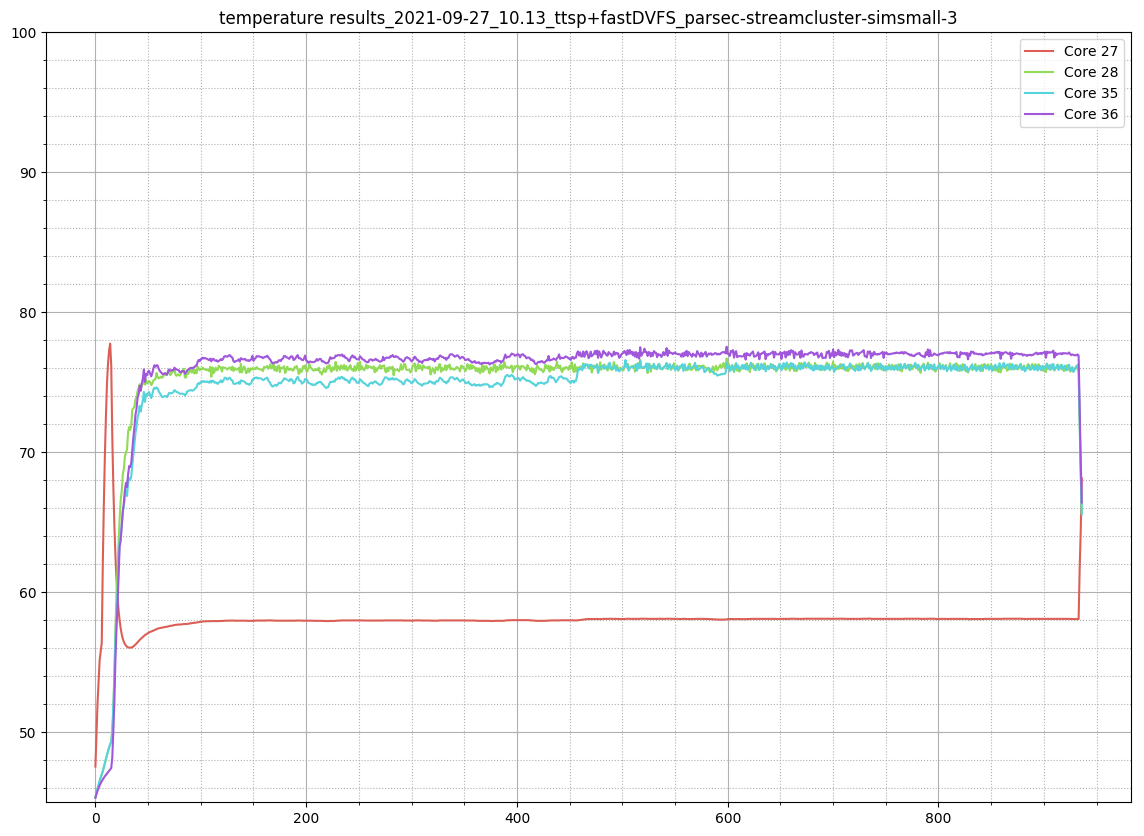 temperature results_2021-09-27_10.13_ttsp+fastDVFS_parsec-streamcluster-simsmall-3
100
90
80
70
60
50
0
200
400
600
800
Core 27
Core 28
Core 35
Core 36